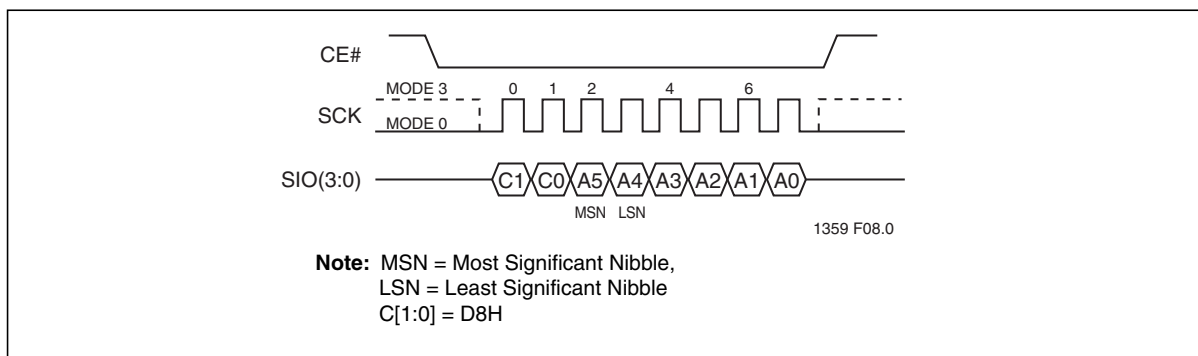 CE#
MODE 3 0 1 2 4 6
SCK
MODE 0
SIO(3:0) C1 C0 A5 A4 A3 A2 A1 A0
MSN LSN
1359 F08.0
Note: MSN = Most Significant Nibble,
LSN = Least Significant Nibble
C[1:0] = D8H